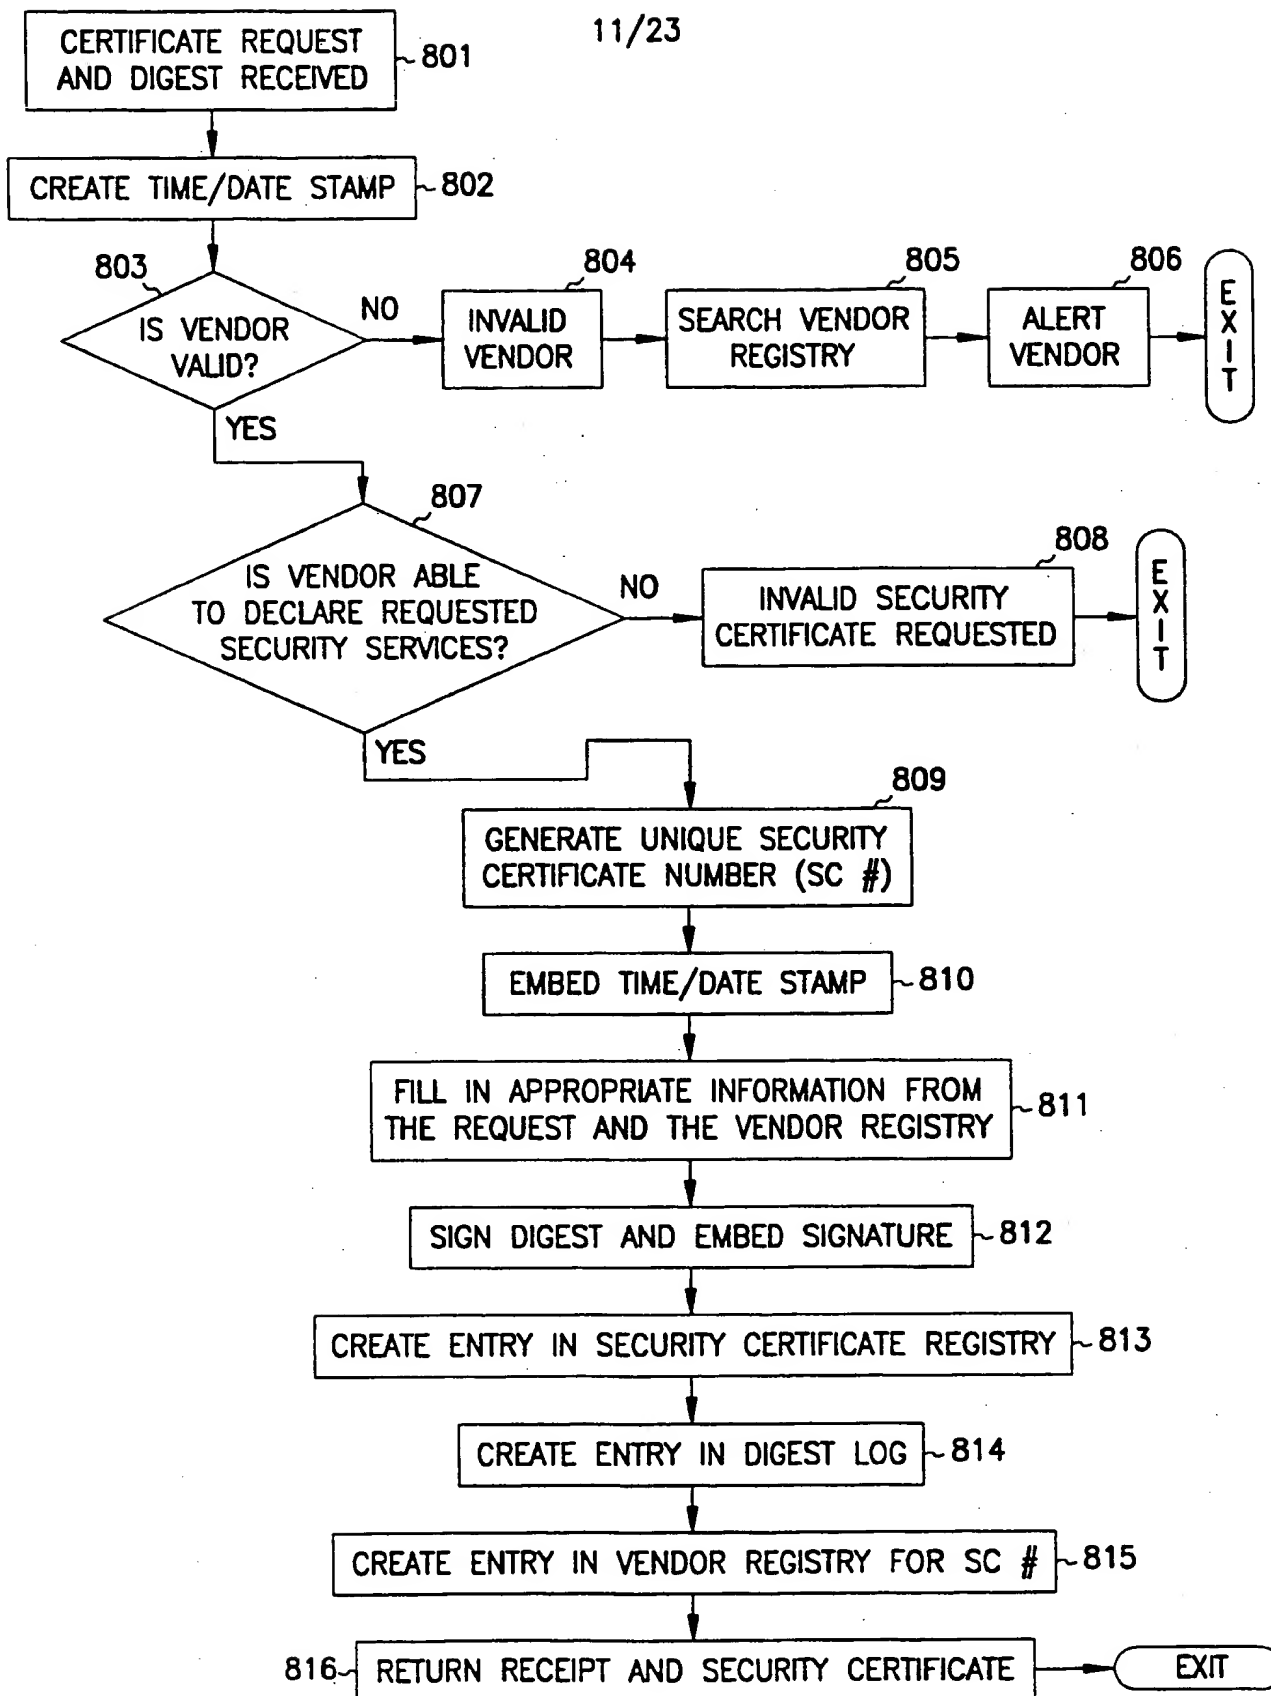 11/23
CERTIFICATE REQUEST
AND DIGEST RECEIVED
801
CREATE TIME/DATE STAMP
802
803
IS VENDOR
VALID?
NO
YES
804
INVALID
VENDOR
805
SEARCH VENDOR
REGISTRY
806
ALERT
VENDOR
EXIT
807
IS VENDOR ABLE
TO DECLARE REQUESTED
SECURITY SERVICES?
NO
YES
808
INVALID SECURITY
CERTIFICATE REQUESTED
EXIT
809
GENERATE UNIQUE SECURITY
CERTIFICATE NUMBER (SC #)
EMBED TIME/DATE STAMP
810
FILL IN APPROPRIATE INFORMATION FROM
THE REQUEST AND THE VENDOR REGISTRY
811
SIGN DIGEST AND EMBED SIGNATURE
812
CREATE ENTRY IN SECURITY CERTIFICATE REGISTRY
813
CREATE ENTRY IN DIGEST LOG
814
CREATE ENTRY IN VENDOR REGISTRY FOR SC #
815
816
RETURN RECEIPT AND SECURITY CERTIFICATE
EXIT